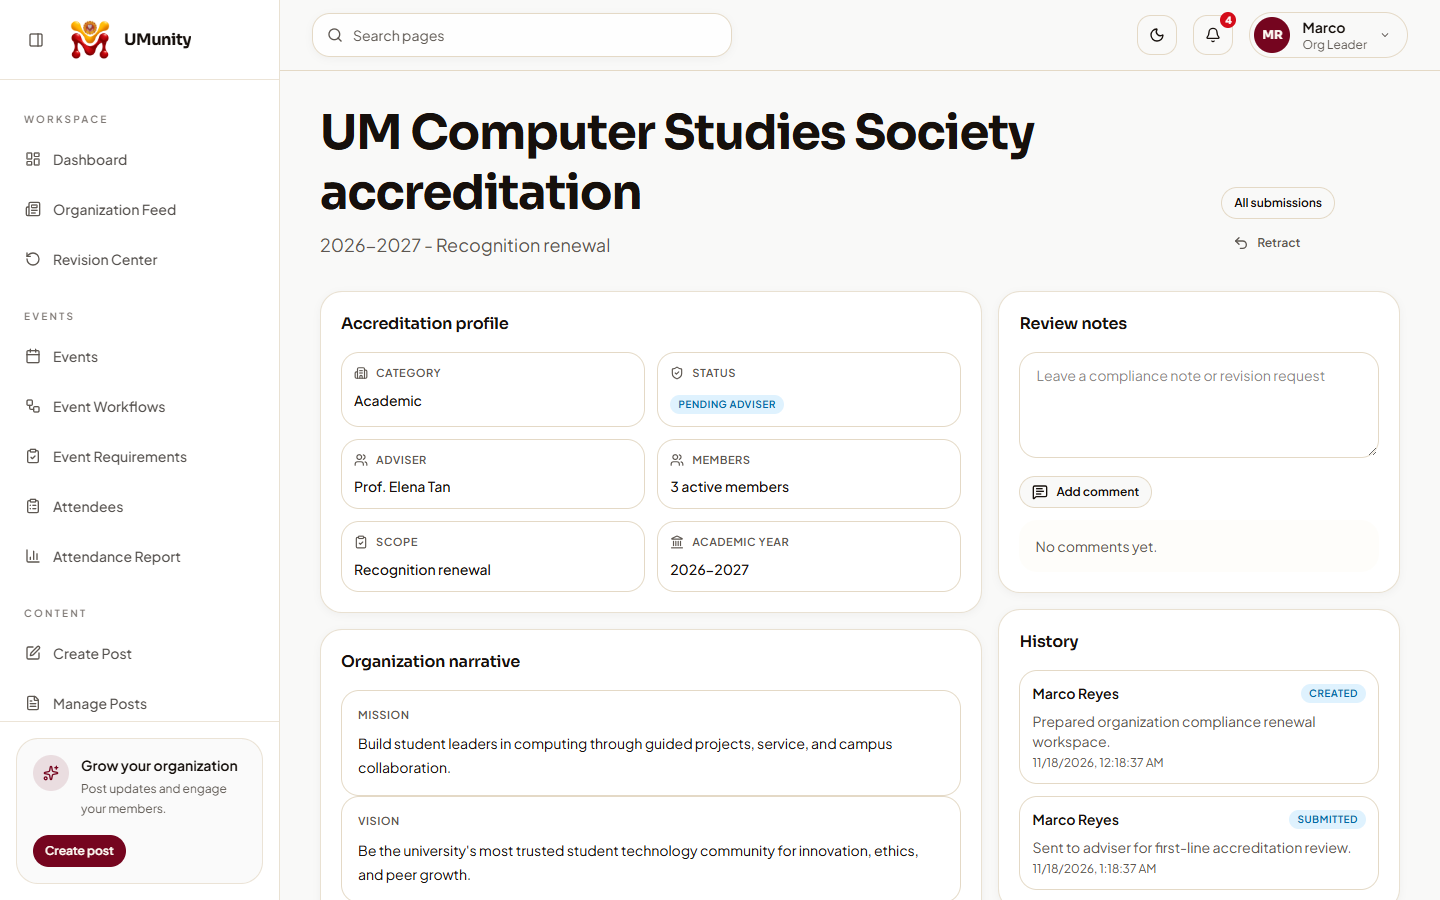 UMunity
Search pages
4
MR
Marco
Org Leader
WORKSPACE
Dashboard
Organization Feed
Revision Center
EVENTS
Events
Event Workflows
Event Requirements
Attendees
Attendance Report
CONTENT
Create Post
Manage Posts
Grow your organization
Post updates and engage
your members.
Create post
UM Computer Studies Society
accreditation
2026–2027 - Recognition renewal
All submissions
Retract
Accreditation profile
CATEGORY
Academic
STATUS
PENDING ADVISER
ADVISER
Prof. Elena Tan
MEMBERS
3 active members
SCOPE
Recognition renewal
ACADEMIC YEAR
2026–2027
Organization narrative
MISSION
Build student leaders in computing through guided projects, service, and campus
collaboration.
VISION
Be the university's most trusted student technology community for innovation, ethics,
and peer growth.
Review notes
Leave a compliance note or revision request
Add comment
No comments yet.
History
Marco Reyes
CREATED
Prepared organization compliance renewal
workspace.
11/18/2026, 12:18:37 AM
Marco Reyes
SUBMITTED
Sent to adviser for first-line accreditation review.
11/18/2026, 1:18:37 AM